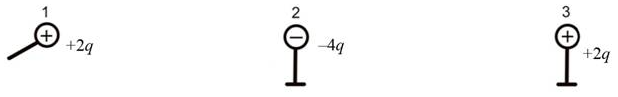 1 2 3
+ +2q − –4q + +2q